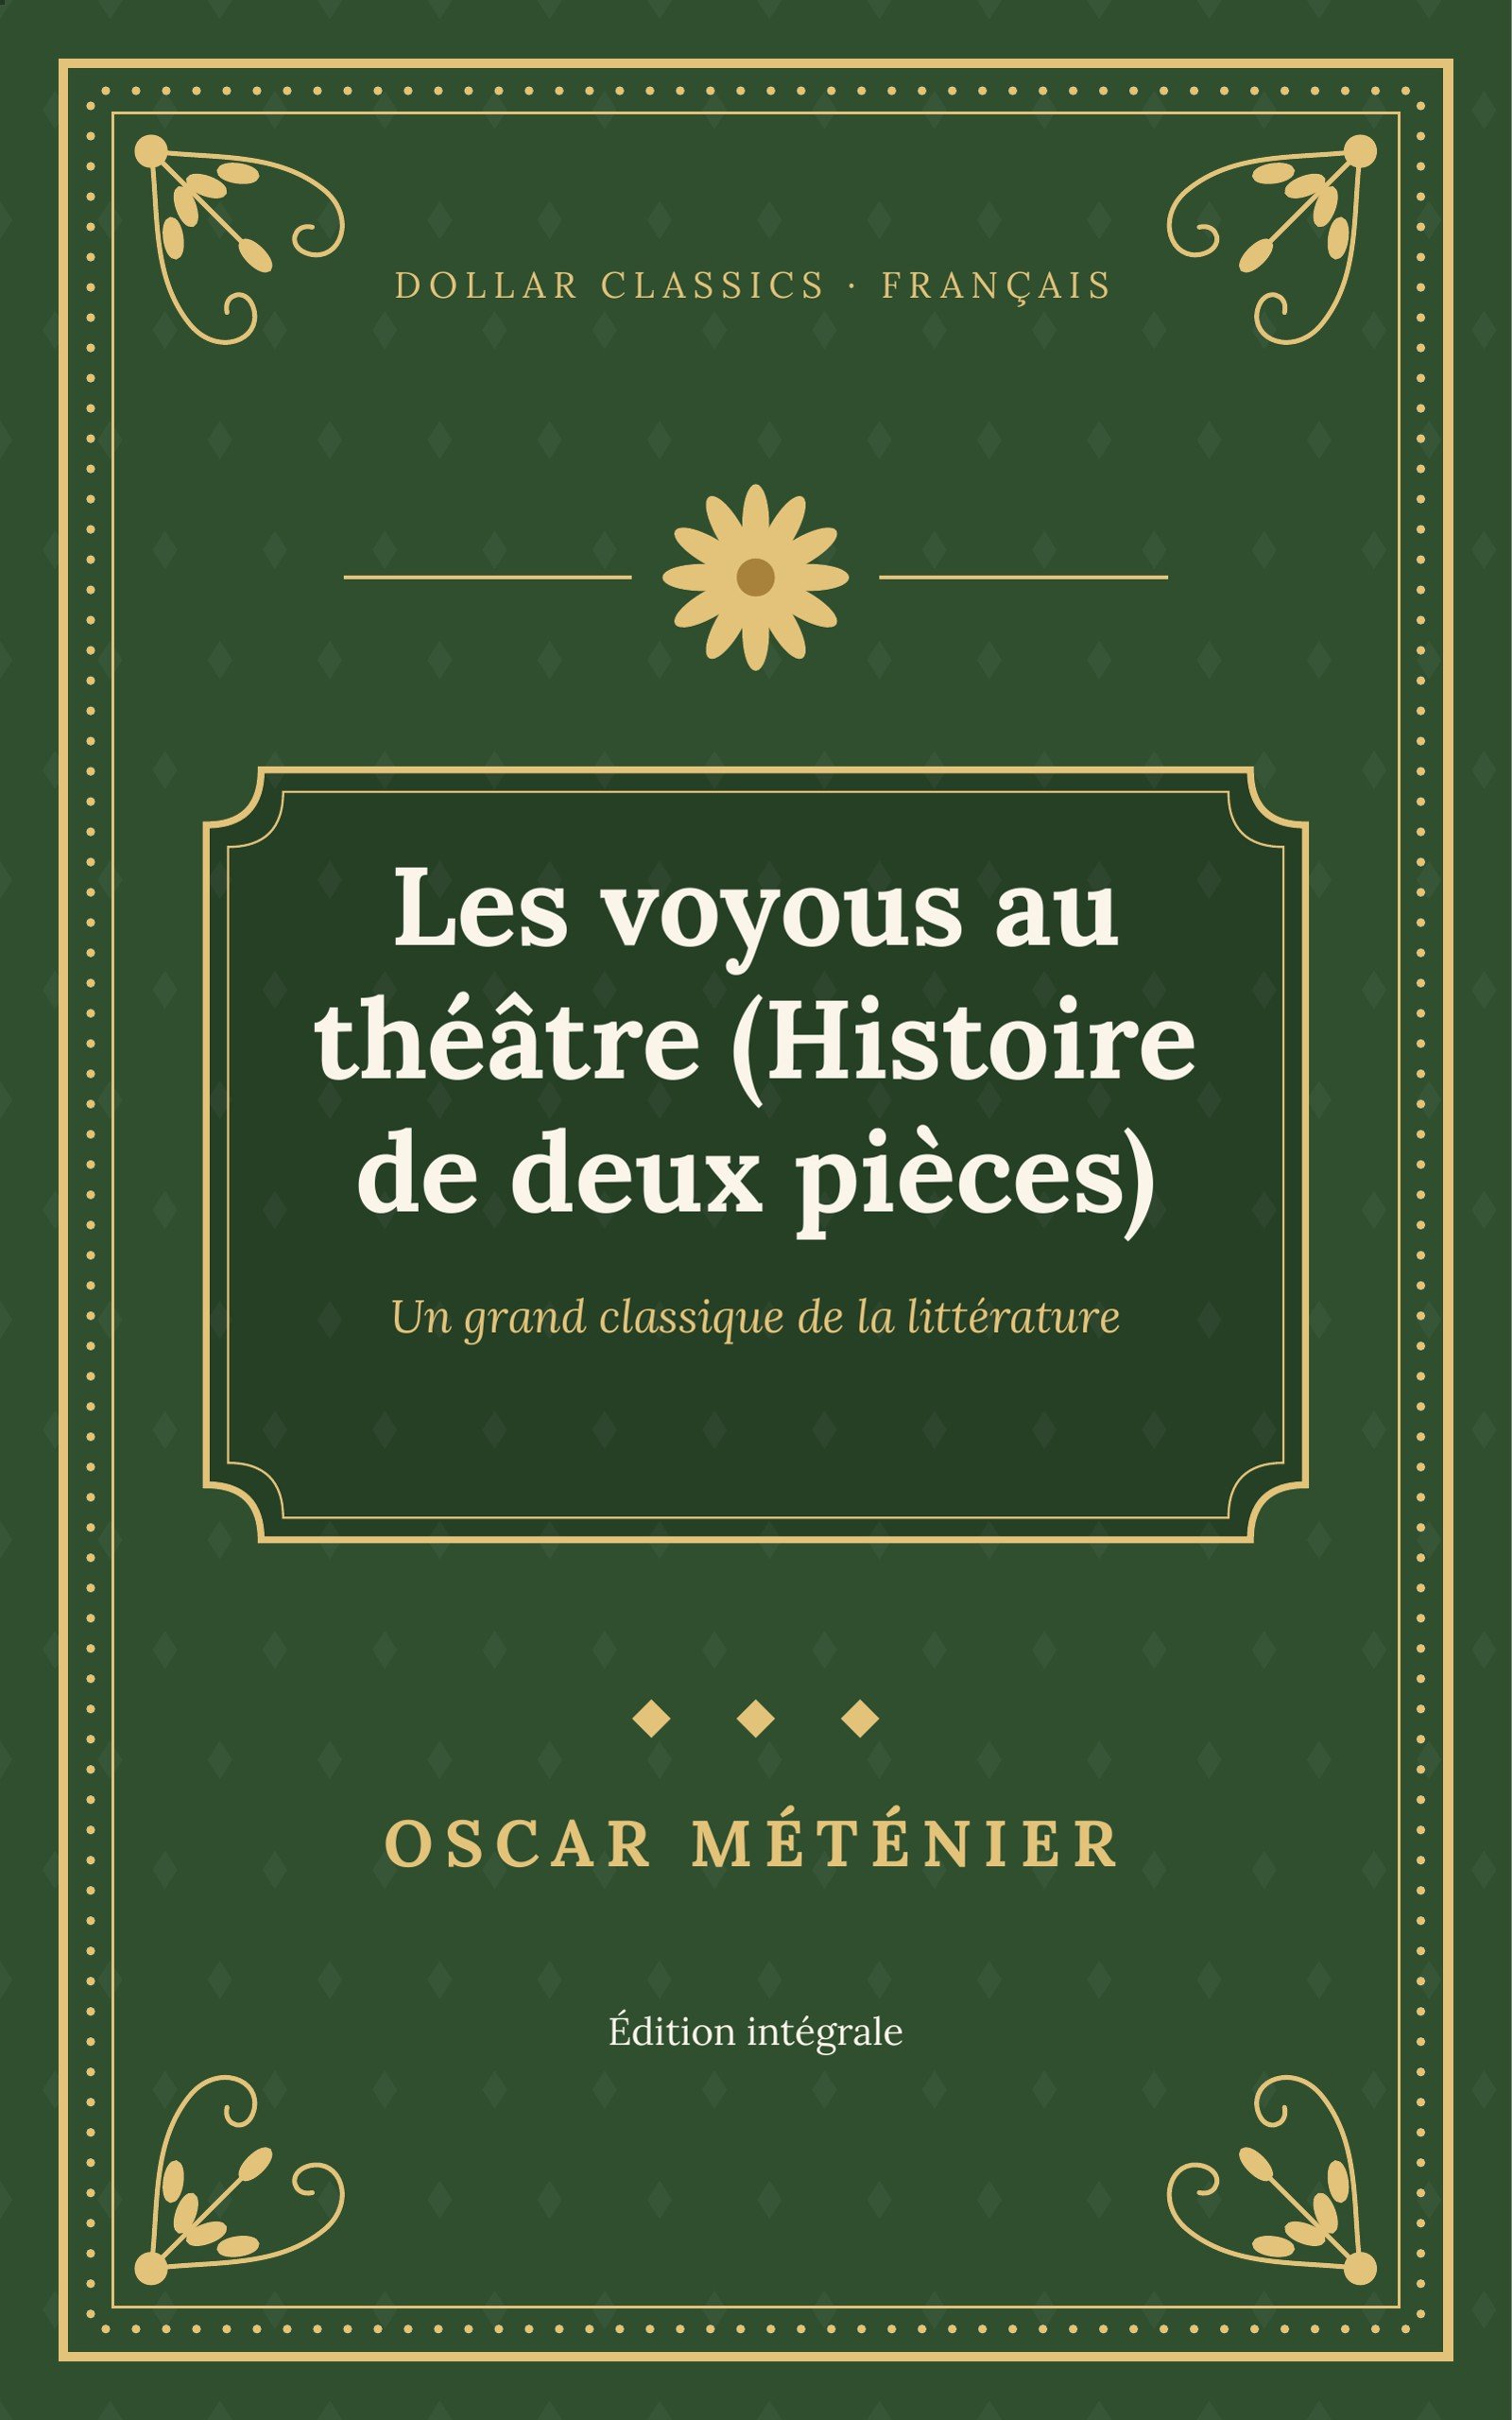 DOLLAR CLASSICS · FRANÇAIS
Les voyous au
théâtre (Histoire
de deux pièces)
Un grand classique de la littérature
OSCAR MÉTÉNIER
Édition intégrale